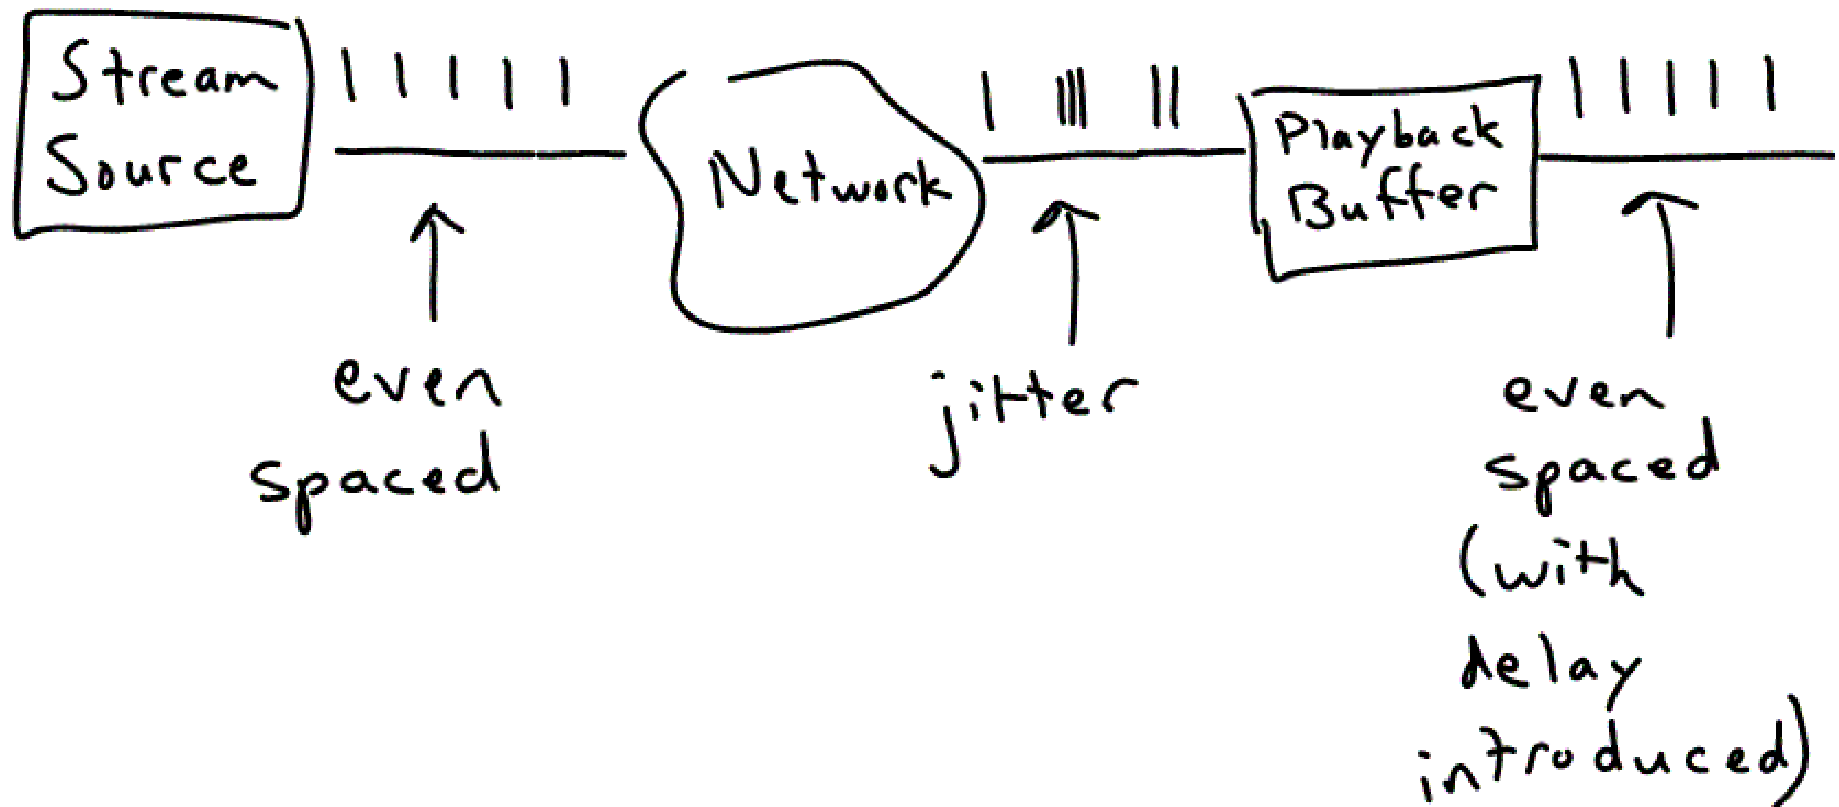 Stream
Source
Network
Playback
Buffer
even
spaced
jitter
even
spaced
(with
delay
introduced)